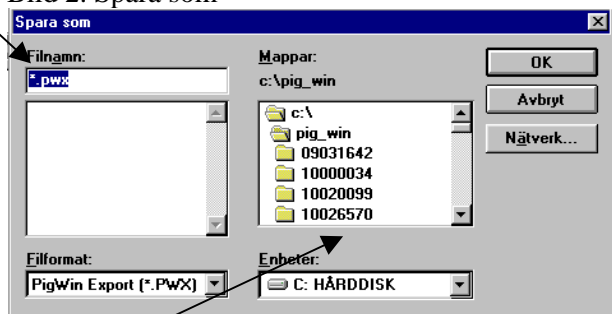 Bild 2. Spara som
Spara som
Filnamn:
*.pwx
Mappar:
c:\pig_win
c:\
pig_win
09031642
10000034
10020099
10026570
OK
Avbryt
Nätverk...
Filformat:
PigWin Export (*.PWX)
Enheter:
C: HÅRDDISK